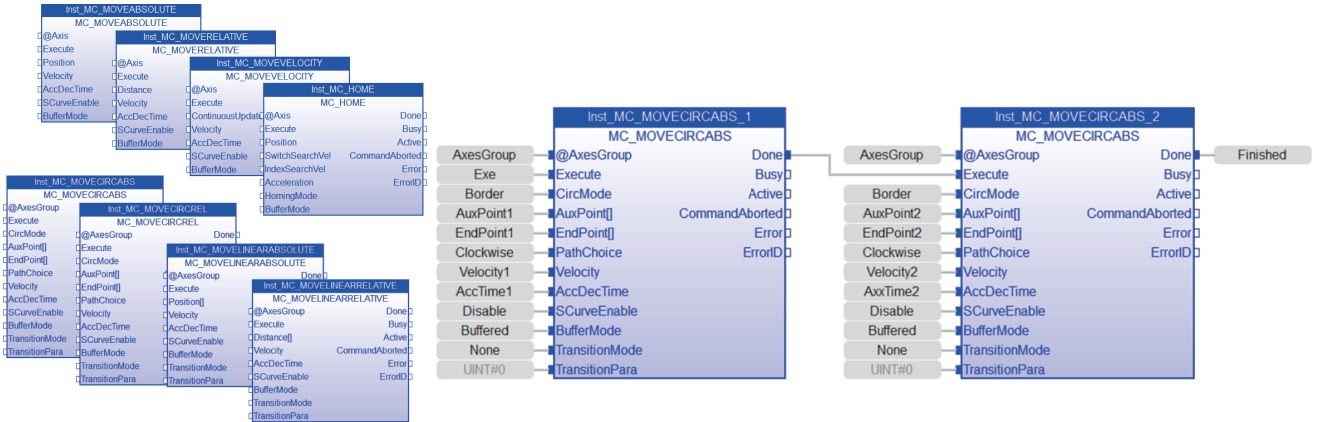 Inst_MC_MOVEABSOLUTE
MC_MOVEABSOLUTE
@Axis
Execute
Position
Velocity
AccDecTime
SCurveEnable
BufferMode
Inst_MC_MOVERELATIVE
MC_MOVERELATIVE
@Axis
Execute
Distance
Velocity
AccDecTime
SCurveEnable
BufferMode
Inst_MC_MOVEVELOCITY
MC_MOVEVELOCITY
@Axis
Execute
ContinuousUpdate
Velocity
AccDecTime
SCurveEnable
BufferMode
Inst_MC_HOME
MC_HOME
@Axis Done
Execute Busy
Position Active
SwitchSearchVel CommandAborted
IndexSearchVel Error
Acceleration ErrorID
HomingMode
BufferMode
Inst_MC_MOVECIRCABS
MC_MOVECIRCABS
@AxesGroup
Execute
CircMode
AuxPoint[]
EndPoint[]
PathChoice
Velocity
AccDecTime
SCurveEnable
BufferMode
TransitionMode
TransitionPara
Inst_MC_MOVECIRCREL
MC_MOVECIRCREL
@AxesGroup Done
Execute
CircMode
AuxPoint[]
EndPoint[]
PathChoice
Velocity
AccDecTime
SCurveEnable
BufferMode
TransitionMode
TransitionPara
Inst_MC_MOVELINEARABSOLUTE
MC_MOVELINEARABSOLUTE
@AxesGroup Done
Execute
Position[]
Velocity
AccDecTime
SCurveEnable
BufferMode
TransitionMode
TransitionPara
Inst_MC_MOVELINEARRELATIVE
MC_MOVELINEARRELATIVE
@AxesGroup Done
Execute Busy
Distance[] Active
Velocity CommandAborted
AccDecTime Error
SCurveEnable ErrorID
BufferMode
TransitionMode
TransitionPara
Inst_MC_MOVECIRCABS_1
MC_MOVECIRCABS
AxesGroup @AxesGroup Done
Exe Execute Busy
Border CircMode Active
AuxPoint1 AuxPoint[] CommandAborted
EndPoint1 EndPoint[] Error
Clockwise PathChoice ErrorID
Velocity1 Velocity
AccTime1 AccDecTime
Disable SCurveEnable
Buffered BufferMode
None TransitionMode
UINT#0 TransitionPara
Inst_MC_MOVECIRCABS_2
MC_MOVECIRCABS
AxesGroup @AxesGroup Done Finished
Execute Busy
Border CircMode Active
AuxPoint2 AuxPoint[] CommandAborted
EndPoint2 EndPoint[] Error
Clockwise PathChoice ErrorID
Velocity2 Velocity
AxxTime2 AccDecTime
Disable SCurveEnable
Buffered BufferMode
None TransitionMode
UINT#0 TransitionPara